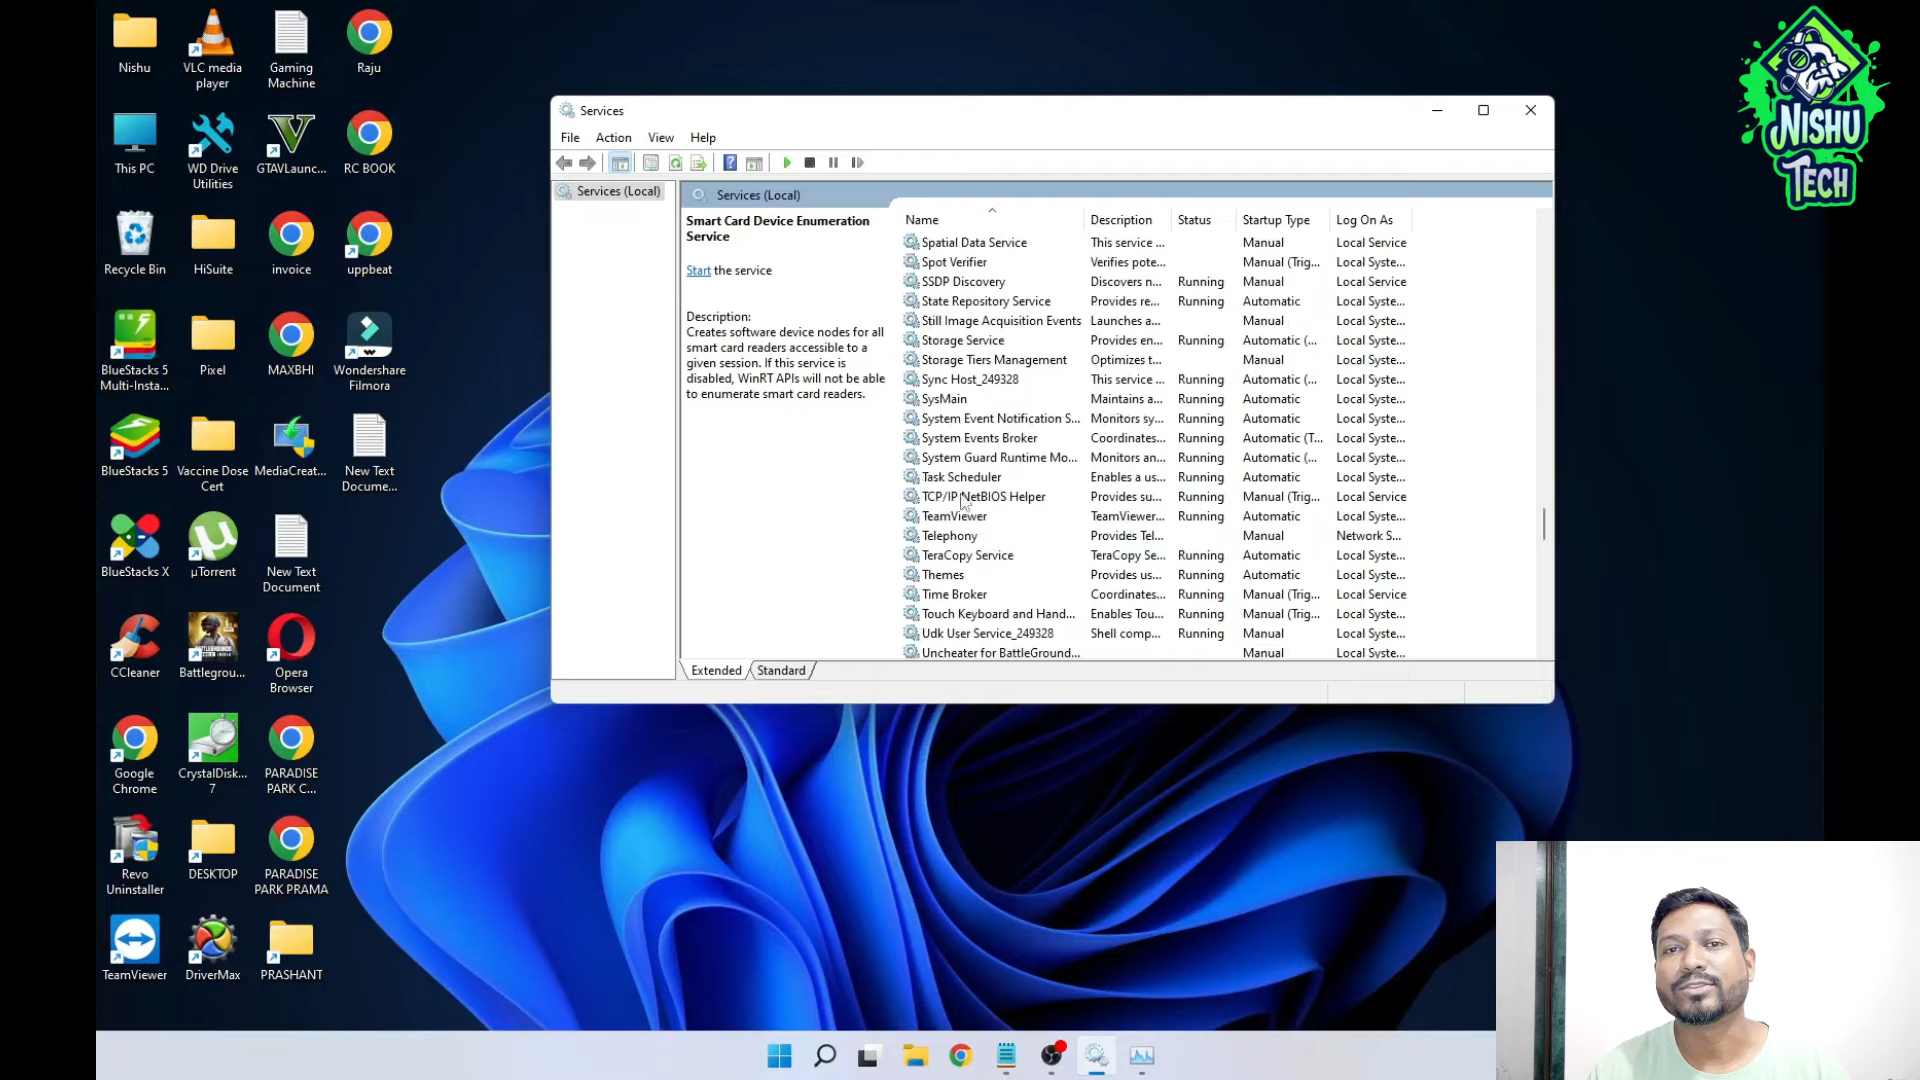 Nishu
VLC media
player
Gaming
Machine
Raju
This PC
WD Drive
Utilities
GTAVLaunc...
RC BOOK
Recycle Bin
HiSuite
invoice
uppbeat
BlueStacks 5
Multi-Insta...
Pixel
MAXBHI
Wondershare
Filmora
BlueStacks 5
Vaccine Dose
Cert
MediaCreat...
New Text
Docume...
BlueStacks X
µTorrent
New Text
Document
CCleaner
Battlegrou...
Opera
Browser
Google
Chrome
CrystalDisk...
7
PARADISE
PARK C...
Revo
Uninstaller
DESKTOP
PARADISE
PARK PRAMA
TeamViewer
DriverMax
PRASHANT
Services
File Action View Help
Services (Local)
Services (Local)
Smart Card Device Enumeration
Service
Start the service
Description:
Creates software device nodes for all
smart card readers accessible to a
given session. If this service is
disabled, WinRT APIs will not be able
to enumerate smart card readers.
Name Description Status Startup Type Log On As
Spatial Data Service This service ... Manual Local Service
Spot Verifier Verifies pote... Manual (Trig... Local Syste...
SSDP Discovery Discovers n... Running Manual Local Service
State Repository Service Provides re... Running Automatic Local Syste...
Still Image Acquisition Events Launches a... Manual Local Syste...
Storage Service Provides en... Running Automatic (... Local Syste...
Storage Tiers Management Optimizes t... Manual Local Syste...
Sync Host_249328 This service ... Running Automatic (... Local Syste...
SysMain Maintains a... Running Automatic Local Syste...
System Event Notification S... Monitors sy... Running Automatic Local Syste...
System Events Broker Coordinates... Running Automatic (T... Local Syste...
System Guard Runtime Mo... Monitors an... Running Automatic (... Local Syste...
Task Scheduler Enables a us... Running Automatic Local Syste...
TCP/IP NetBIOS Helper Provides su... Running Manual (Trig... Local Service
TeamViewer TeamViewer... Running Automatic Local Syste...
Telephony Provides Tel... Manual Network S...
TeraCopy Service TeraCopy Se... Running Automatic Local Syste...
Themes Provides us... Running Automatic Local Syste...
Time Broker Coordinates... Running Manual (Trig... Local Service
Touch Keyboard and Hand... Enables Tou... Running Manual (Trig... Local Syste...
Udk User Service_249328 Shell comp... Running Manual Local Syste...
Uncheater for BattleGround... Manual Local Syste...
Extended Standard
NISHU
TECH